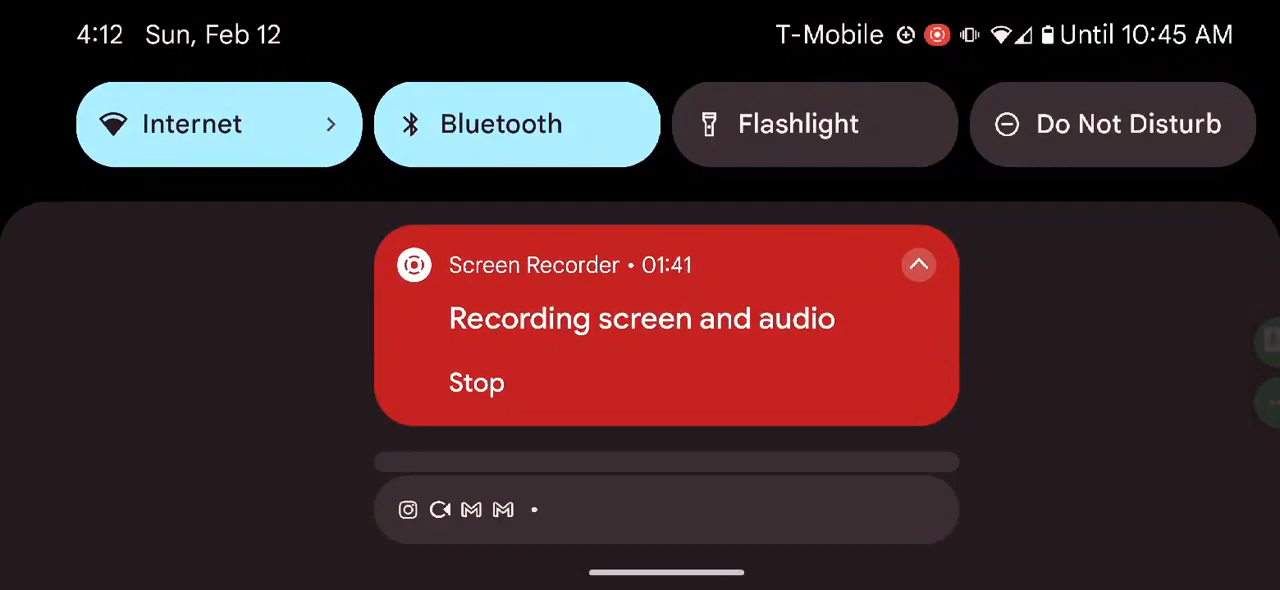 4:12 Sun, Feb 12 T-Mobile Until 10:45 AM
Internet Bluetooth Flashlight Do Not Disturb
Screen Recorder • 01:41
Recording screen and audio
Stop